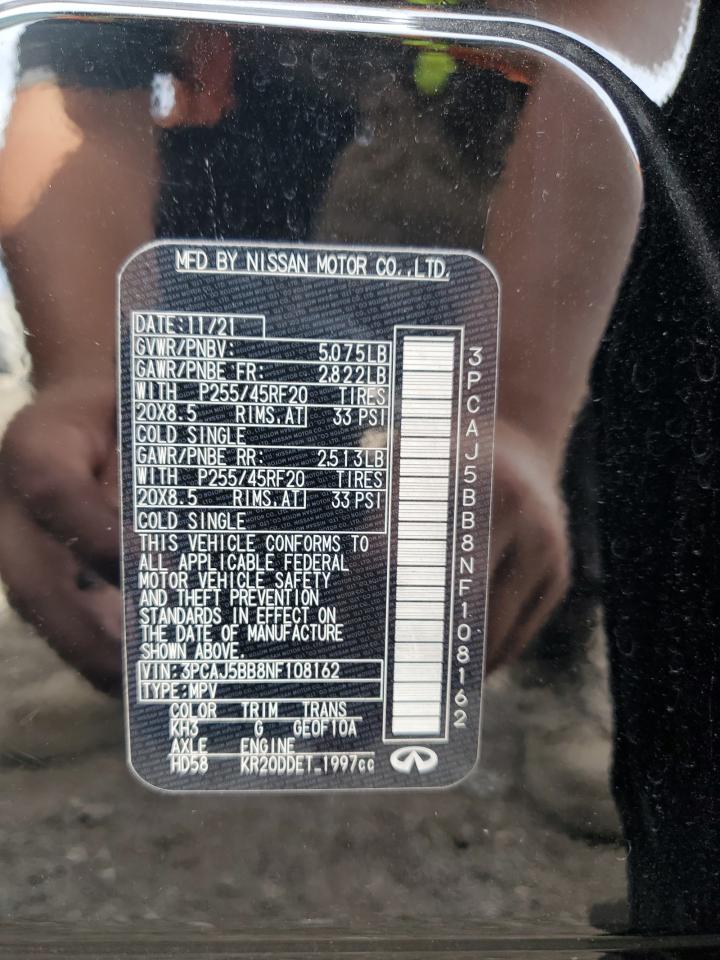 MFD BY NISSAN MOTOR CO.,LTD.
DATE:11/21
GVWR/PNBV: 5,075LB
GAWR/PNBE FR: 2,822LB
WITH P255/45RF20 TIRES
20X8.5 RIMS.AT 33 PSI
COLD SINGLE
GAWR/PNBE RR: 2,513LB
WITH P255/45RF20 TIRES
20X8.5 RIMS.AT 33 PSI
COLD SINGLE
THIS VEHICLE CONFORMS TO
ALL APPLICABLE FEDERAL
MOTOR VEHICLE SAFETY
AND THEFT PREVENTION
STANDARDS IN EFFECT ON
THE DATE OF MANUFACTURE
SHOWN ABOVE.
VIN:3PCAJ5BB8NF108162
TYPE:MPV
COLOR TRIM TRANS
KH3 G GE0F10A
AXLE ENGINE
HD58 KR20DDET 1997cc
3PCAJ5BB8NF108162